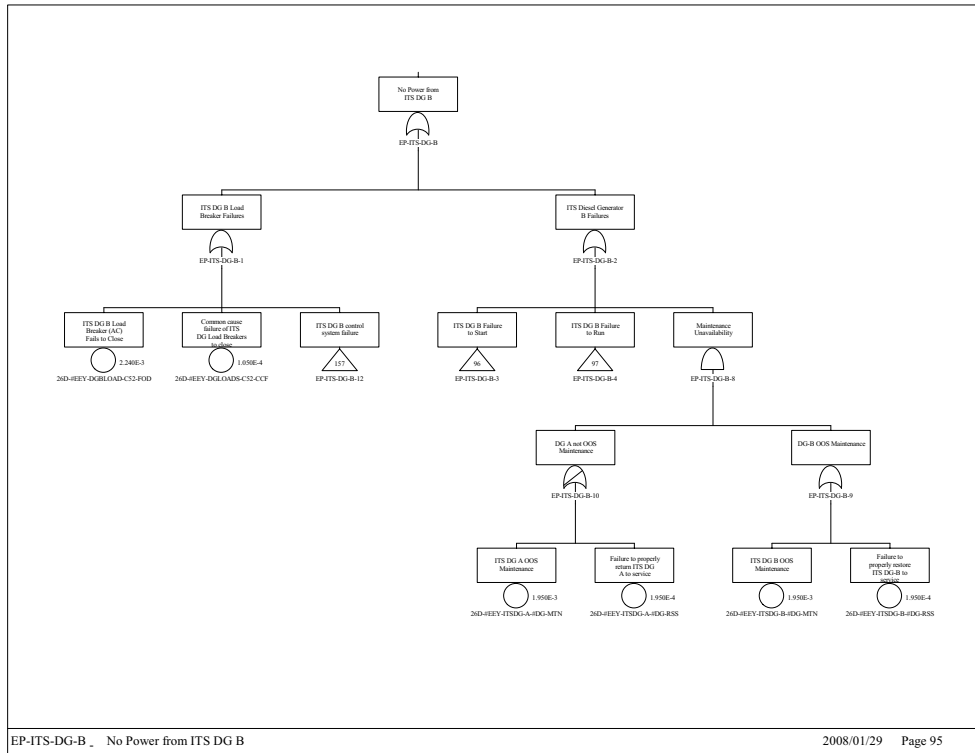 No Power from
ITS DG B
EP-ITS-DG-B
ITS DG B Load
Breaker Failures
EP-ITS-DG-B-1
ITS Diesel Generator
B Failures
EP-ITS-DG-B-2
ITS DG B Load
Breaker (AC)
Fails to Close
2.240E-3
26D-#EEY-DGBLOAD-C52-FOD
Common cause
failure of ITS
DG Load Breakers
to close
1.050E-4
26D-#EEY-DGLOADS-C52-CCF
ITS DG B control
system failure
157
EP-ITS-DG-B-12
ITS DG B Failure
to Start
96
EP-ITS-DG-B-3
ITS DG B Failure
to Run
97
EP-ITS-DG-B-4
Maintenance
Unavailability
EP-ITS-DG-B-8
DG A not OOS
Maintenance
EP-ITS-DG-B-10
DG-B OOS Maintenance
EP-ITS-DG-B-9
ITS DG A OOS
Maintenance
1.950E-3
26D-#EEY-ITSDG-A-#DG-MTN
Failure to properly
return ITS DG
A to service
1.950E-4
26D-#EEY-ITSDG-A-#DG-RSS
ITS DG B OOS
Maintenance
1.950E-3
26D-#EEY-ITSDG-B-#DG-MTN
Failure to
properly restore
ITS DG-B to
service
1.950E-4
26D-#EEY-ITSDG-B-#DG-RSS
EP-ITS-DG-B _ No Power from ITS DG B
2008/01/29 Page 95